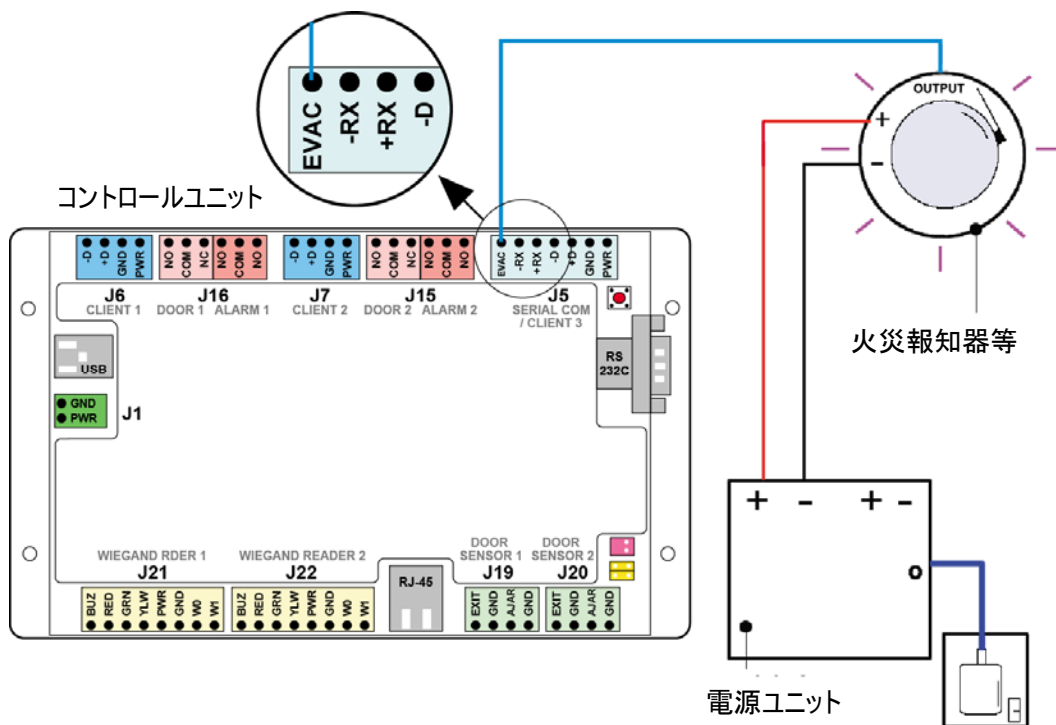 EVAC -RX +RX -D
コントロールユニット
OUTPUT
+
-
火災報知器等
-D +D GND PWR
NO COM NC NO COM NO
-D +D GND PWR
NO COM NC NO COM NO
EVAC -RX +RX -D +D GND PWR
J6 J16 J7 J15 J5
CLIENT 1 DOOR 1 ALARM 1 CLIENT 2 DOOR 2 ALARM 2 SERIAL COM
/ CLIENT 3
USB
RS
232C
GND
PWR
J1
WIEGAND RDER 1
J21
WIEGAND READER 2
J22
RJ-45
DOOR
SENSOR 1
J19
DOOR
SENSOR 2
J20
BUZ RED GRN YLW PWR GND W0 W1
BUZ RED GRN YLW PWR GND W0 W1
EXIT GND AJAR GND
EXIT GND AJAR GND
+ - + -
電源ユニット